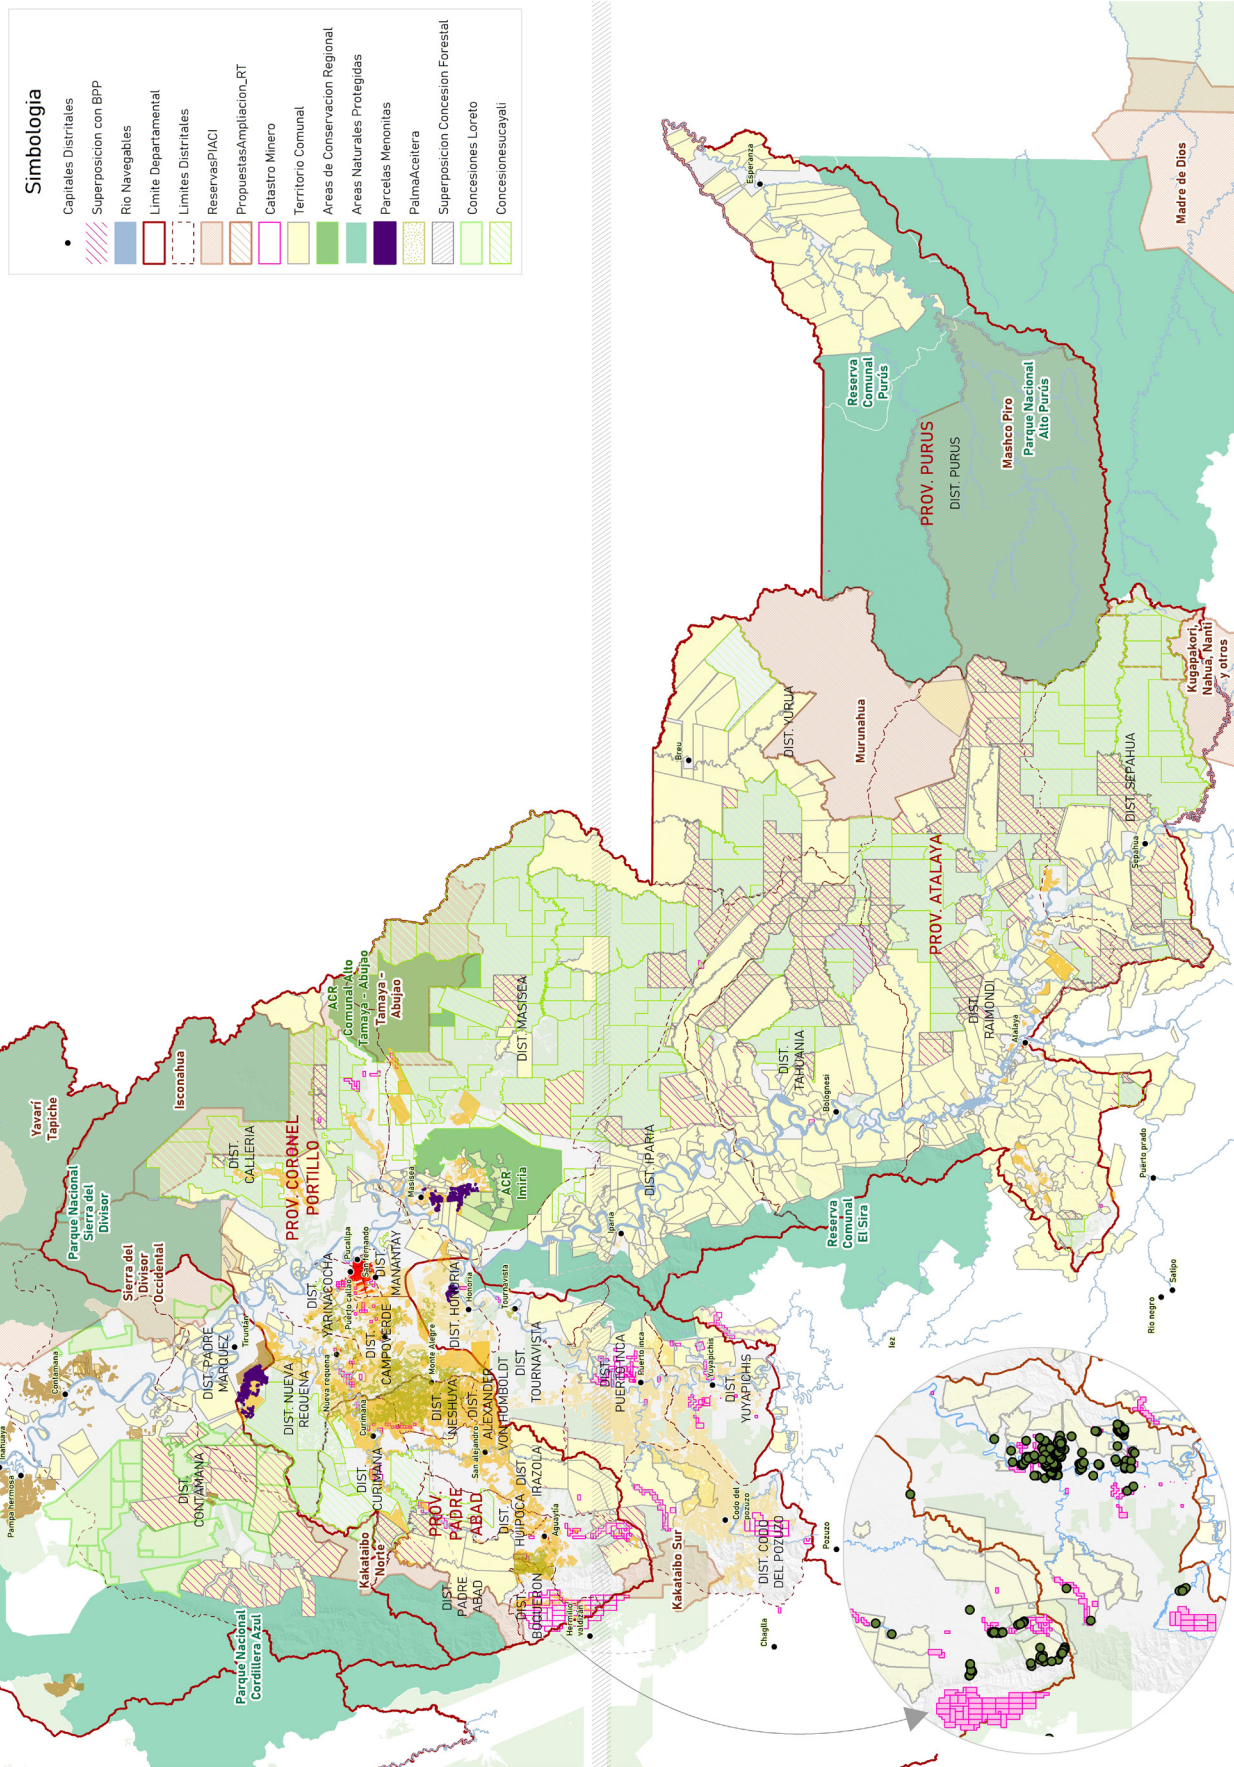 Simbologia
Capitales Distritales
Superposicion con BPP
Rio Navegables
Limite Departamental
Limites Distritales
ReservasPIACI
PropuestasAmpliacion_RT
Catastro Minero
Territorio Comunal
Areas de Conservacion Regional
Areas Naturales Protegidas
Parcelas Menonitas
PalmaAceitera
Superposicion Concesion Forestal
Concesiones Loreto
Concesionesucayali
Inahuaya
Pampa hermosa
Contamana
DIST.
CONTAMANA
Parque Nacional
Cordillera Azul
Yavarí
Tapiche
Parque Nacional
Sierra del
Divisor
Sierra del
Divisor
Occidental
Isconahua
DIST. PADRE
MARQUEZ
Tiruntan
DIST. NUEVA
REQUENA
Nueva requena
DIST.
CALLERIA
PROV. CORONEL
PORTILLO
DIST.
YARINACOCHA
Puerto callao
Pucallpa
San fernando
DIST.
MANANTAY
DIST.
CAMPOVERDE
ACR
Comunal Alto
Tamaya - Abujao
Tamaya -
Abujao
Masisea
DIST. MASISEA
ACR
Imiria
Curimana
DIST.
CURIMANA
Kakataibo
Norte
PROV.
PADRE
ABAD
DIST.
PADRE
ABAD
Monte Alegre
DIST.
NESHUYA
DIST.
ALEXANDER
VON HUMBOLDT
San alejandro
DIST. HONORIA
Honoria
Tournavista
DIST.
TOURNAVISTA
DIST.
IRAZOLA
DIST.
HUIPOCA
Aguaytia
DIST.
BOQUERON
Hermilio
valdizan
Kakataibo Sur
DIST.
PUERTO INCA
Puerto inca
Yuyapichis
DIST.
YUYAPICHIS
Codo del
pozuzo
DIST. CODO
DEL POZUZO
Pozuzo
Chaglla
DIST. IPARIA
Iparia
Reserva
Comunal
El Sira
DIST.
TAHUANIA
Bolognesi
DIST.
RAIMONDI
Atalaya
PROV. ATALAYA
Breu
DIST. YURUA
Murunahua
DIST. SEPAHUA
Sepahua
Kugapakori,
Nahua, Nanti
y otros
Puerto prado
Rio negro
Satipo
Esperanza
Reserva
Comunal
Purús
PROV. PURUS
DIST. PURUS
Mashco Piro
Parque Nacional
Alto Purús
Madre de Dios